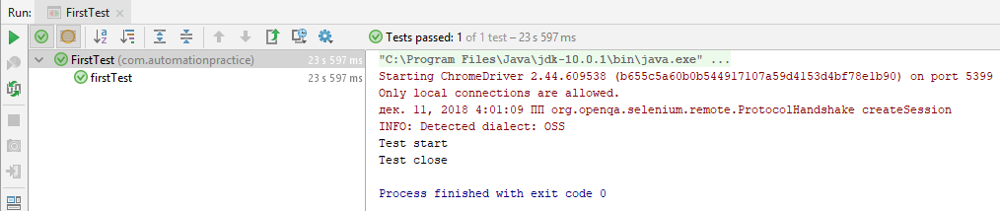 Run: FirstTest
Tests passed: 1 of 1 test – 23 s 597 ms
FirstTest (com.automationpractice) 23 s 597 ms
firstTest 23 s 597 ms
"C:\Program Files\Java\jdk-10.0.1\bin\java.exe" ...
Starting ChromeDriver 2.44.609538 (b655c5a60b0b544917107a59d4153d4bf78e1b90) on port 5399
Only local connections are allowed.
дек. 11, 2018 4:01:09 ПП org.openqa.selenium.remote.ProtocolHandshake createSession
INFO: Detected dialect: OSS
Test start
Test close
Process finished with exit code 0